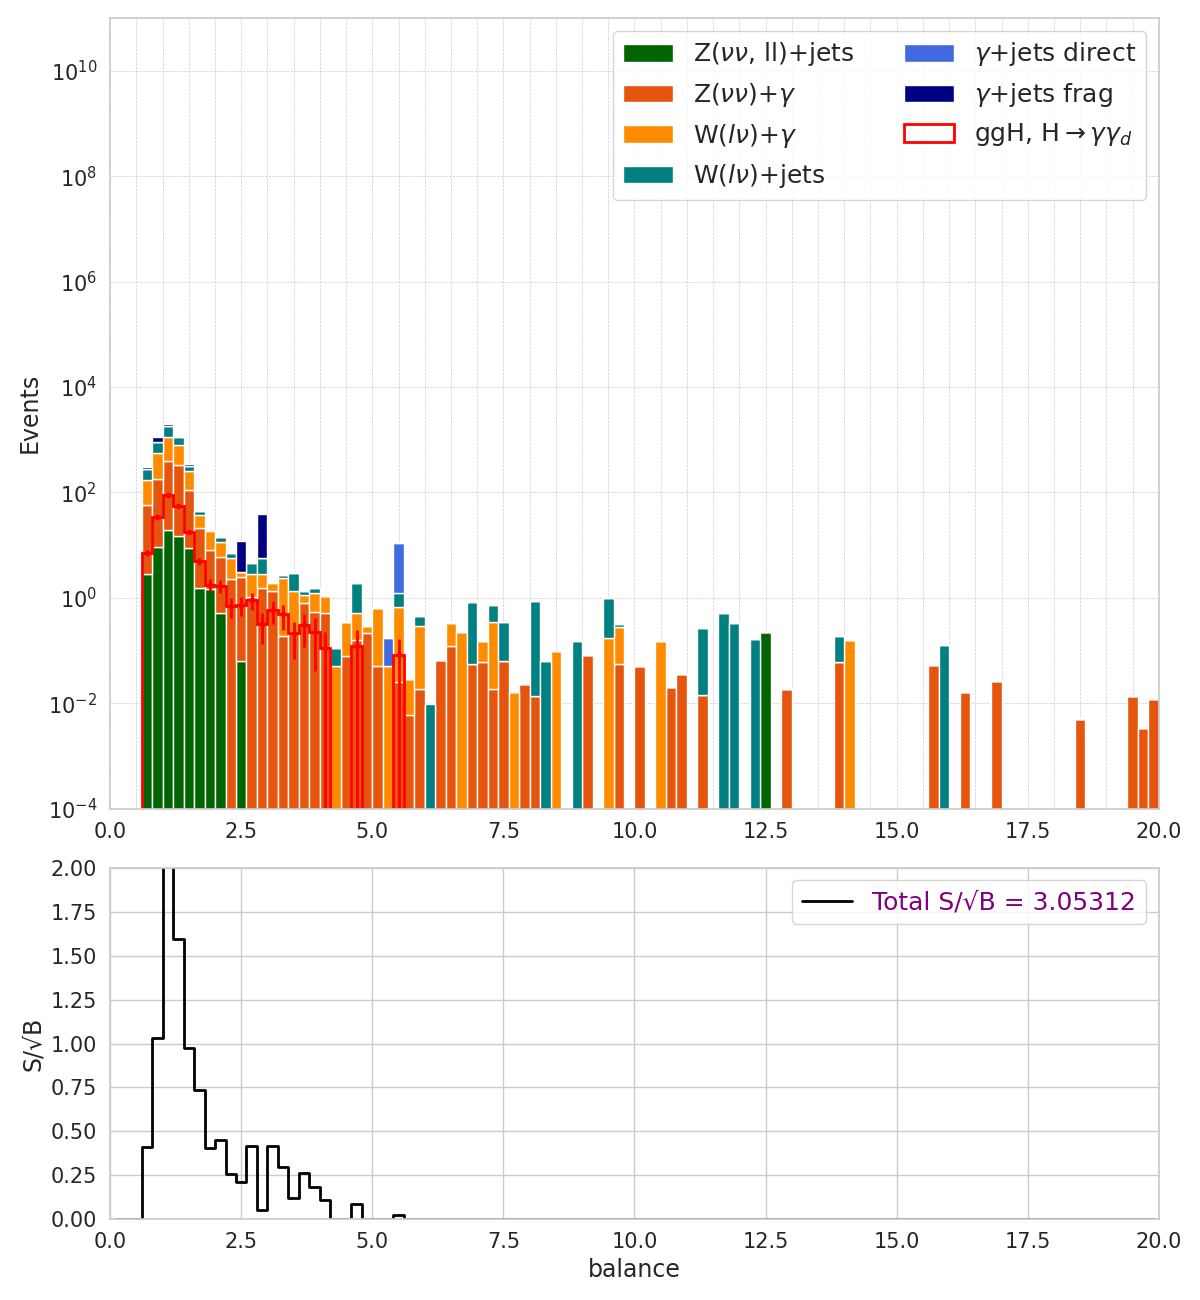 Z(νν, ll)+jets
Z(νν)+γ
W(lν)+γ
W(lν)+jets
γ+jets direct
γ+jets frag
ggH, H→γγ_d
Events
10^10
10^8
10^6
10^4
10^2
10^0
10^−2
10^−4
0.0 2.5 5.0 7.5 10.0 12.5 15.0 17.5 20.0
Total S/√B = 3.05312
S/√B
2.00
1.75
1.50
1.25
1.00
0.75
0.50
0.25
0.00
0.0 2.5 5.0 7.5 10.0 12.5 15.0 17.5 20.0
balance